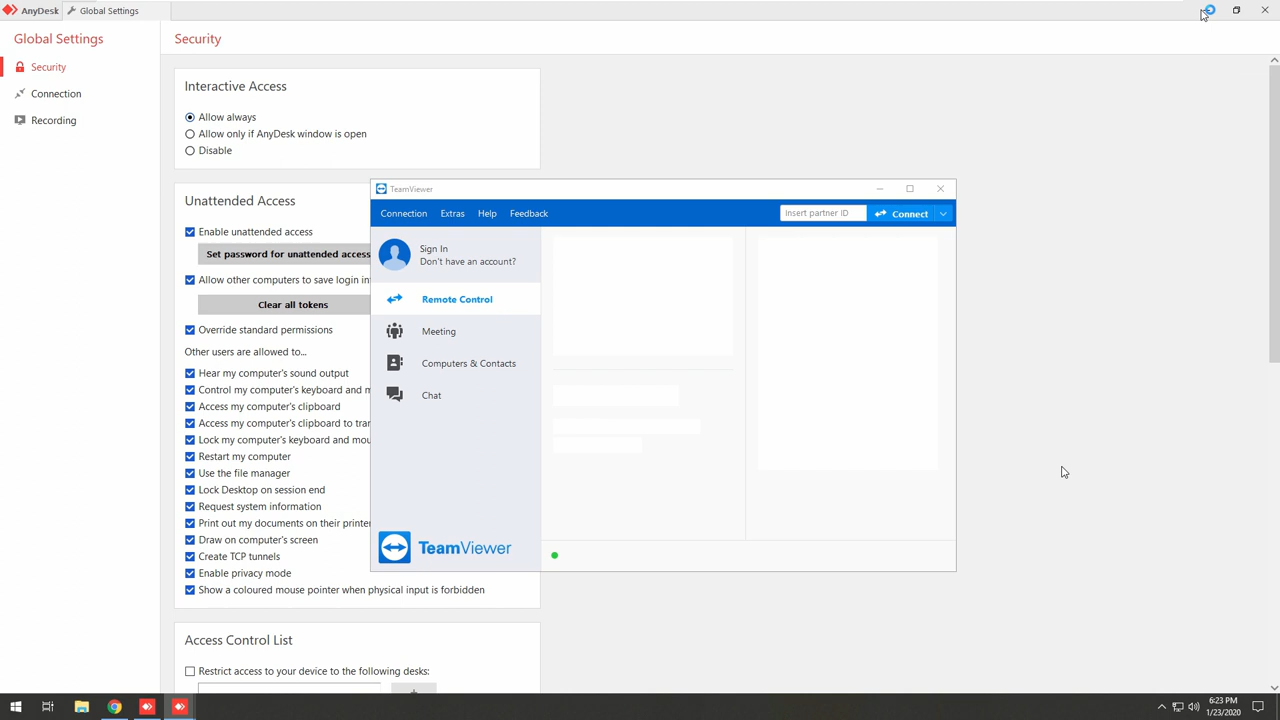 AnyDesk
Global Settings
Global Settings
Security
Connection
Recording
Security
Interactive Access
Allow always
Allow only if AnyDesk window is open
Disable
Unattended Access
Enable unattended access
Set password for unattended access
Allow other computers to save login in
Clear all tokens
Override standard permissions
Other users are allowed to...
Hear my computer's sound output
Control my computer's keyboard and m
Access my computer's clipboard
Access my computer's clipboard to tra
Lock my computer's keyboard and mou
Restart my computer
Use the file manager
Lock Desktop on session end
Request system information
Print out my documents on their printer
Draw on computer's screen
Create TCP tunnels
Enable privacy mode
Show a coloured mouse pointer when physical input is forbidden
Access Control List
Restrict access to your device to the following desks:
TeamViewer
Connection Extras Help Feedback
Insert partner ID
Connect
Sign In
Don't have an account?
Remote Control
Meeting
Computers & Contacts
Chat
TeamViewer
6:23 PM
1/23/2020